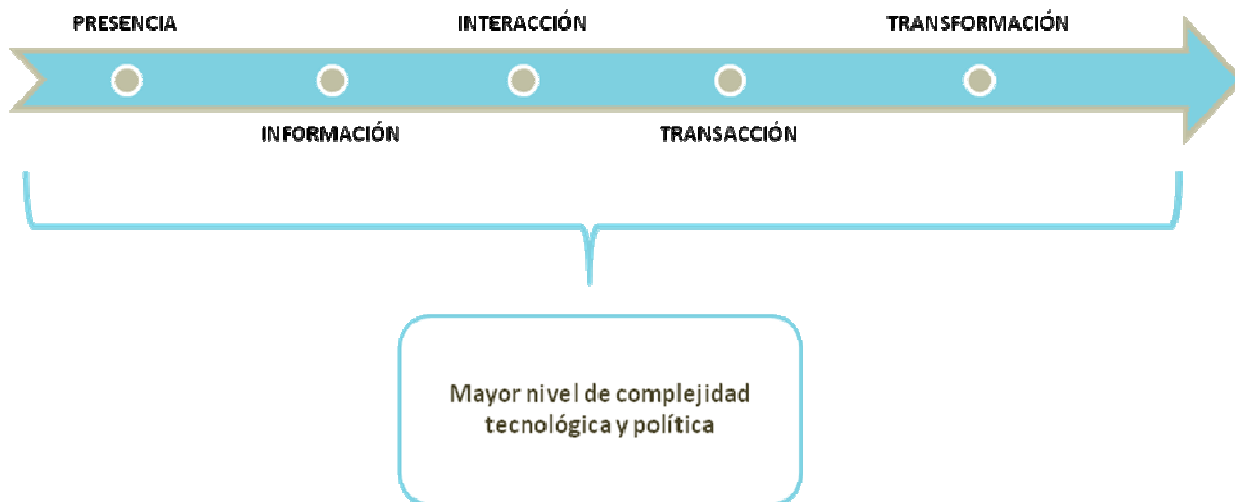 PRESENCIA
INTERACCIÓN
TRANSFORMACIÓN
INFORMACIÓN
TRANSACCIÓN
Mayor nivel de complejidad
tecnológica y política